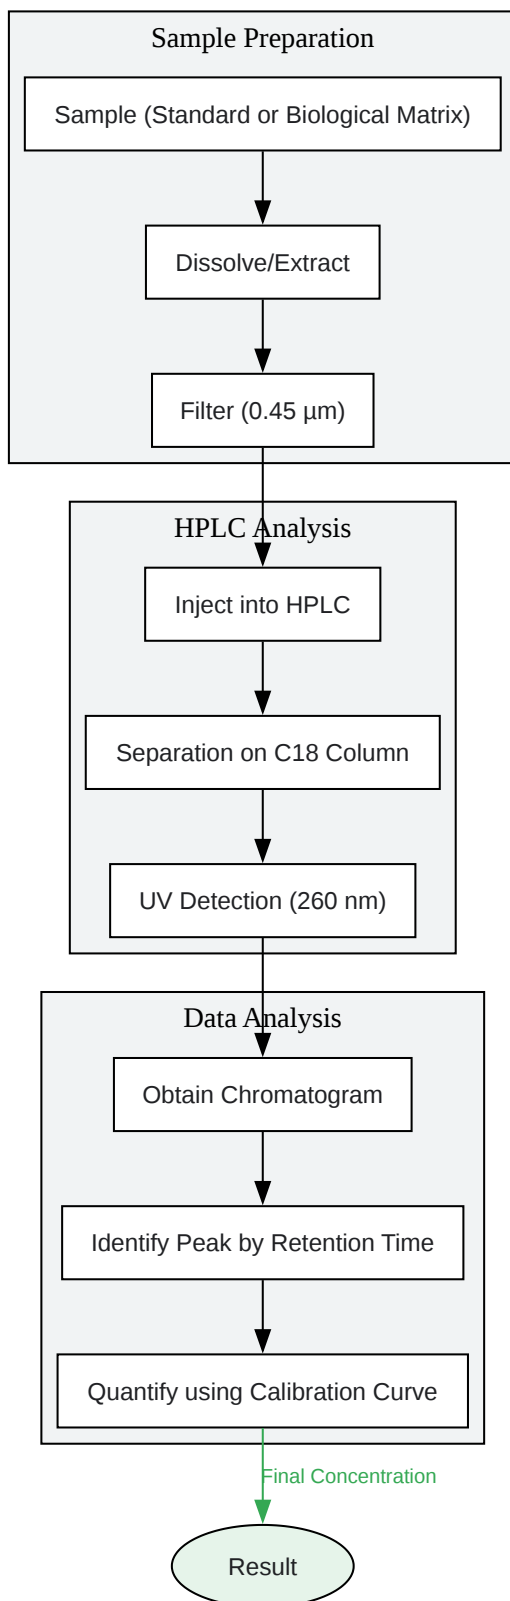 Sample Preparation
Sample (Standard or Biological Matrix)
Dissolve/Extract
Filter (0.45 µm)
HPLC Analysis
Inject into HPLC
Separation on C18 Column
UV Detection (260 nm)
Data Analysis
Obtain Chromatogram
Identify Peak by Retention Time
Quantify using Calibration Curve
Final Concentration
Result